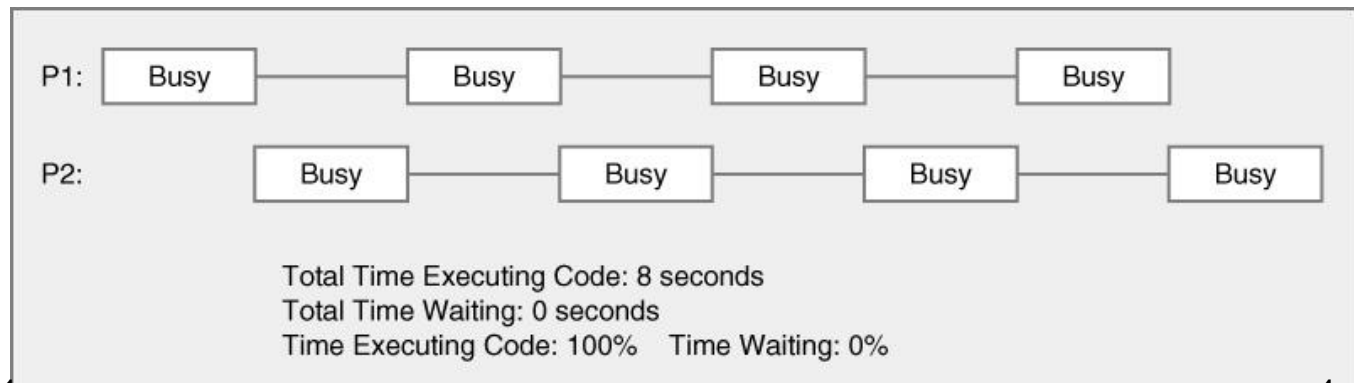 P1: Busy Busy Busy Busy
P2: Busy Busy Busy Busy
Total Time Executing Code: 8 seconds
Total Time Waiting: 0 seconds
Time Executing Code: 100% Time Waiting: 0%